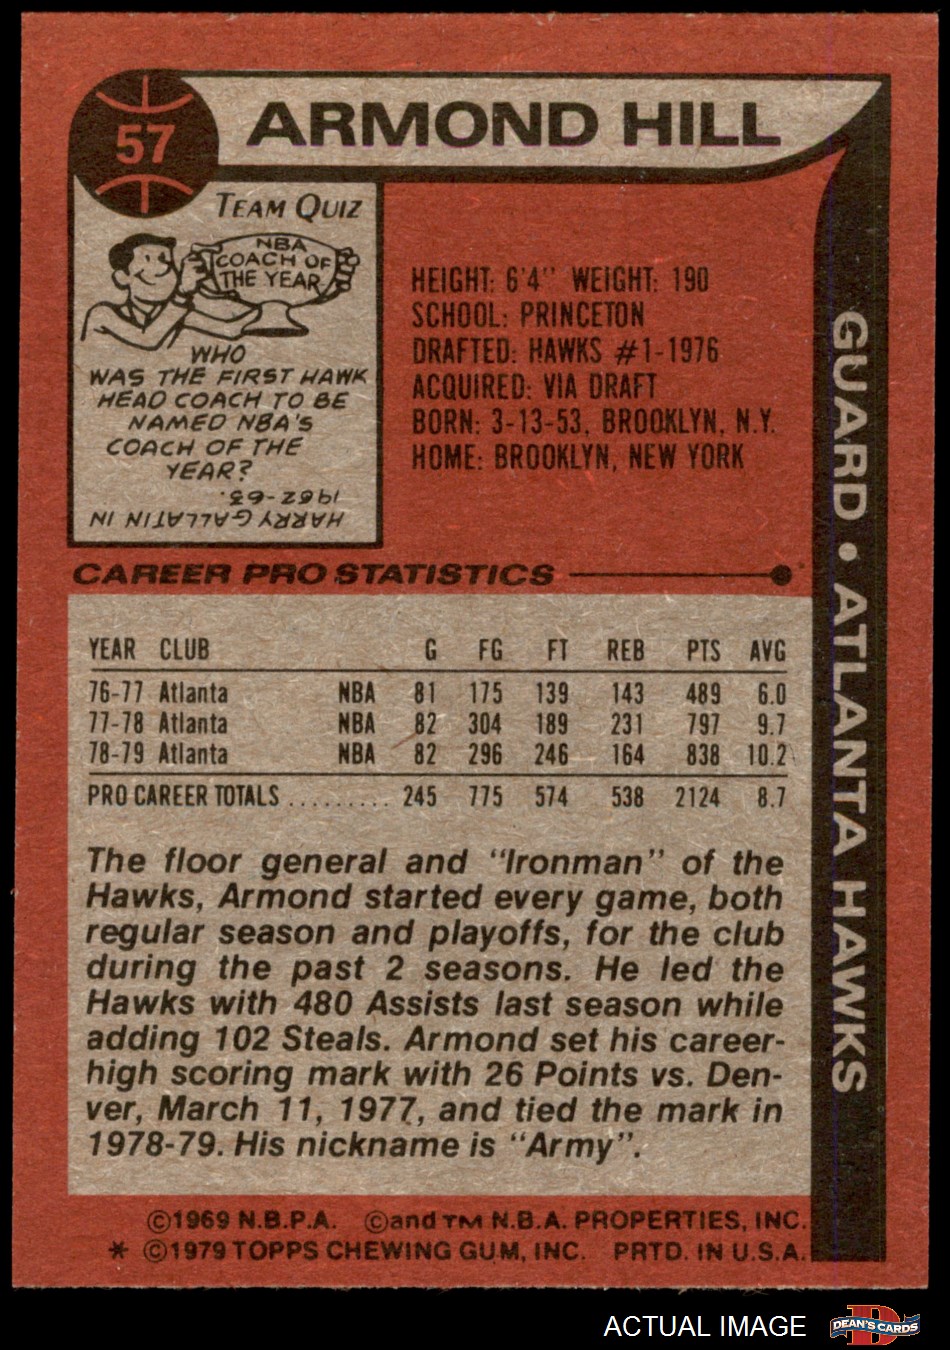 57
ARMOND HILL
TEAM QUIZ
NBA
COACH OF
THE YEAR
WHO
WAS THE FIRST HAWK
HEAD COACH TO BE
NAMED NBA'S
COACH OF THE
YEAR?
HARRY GALLATIN IN
1962-63.
HEIGHT: 6'4" WEIGHT: 190
SCHOOL: PRINCETON
DRAFTED: HAWKS #1-1976
ACQUIRED: VIA DRAFT
BORN: 3-13-53, BROOKLYN, N.Y.
HOME: BROOKLYN, NEW YORK
GUARD • ATLANTA HAWKS
CAREER PRO STATISTICS
YEAR CLUB G FG FT REB PTS AVG
76-77 Atlanta NBA 81 175 139 143 489 6.0
77-78 Atlanta NBA 82 304 189 231 797 9.7
78-79 Atlanta NBA 82 296 246 164 838 10.2
PRO CAREER TOTALS ......... 245 775 574 538 2124 8.7
The floor general and "Ironman" of the
Hawks, Armond started every game, both
regular season and playoffs, for the club
during the past 2 seasons. He led the
Hawks with 480 Assists last season while
adding 102 Steals. Armond set his career-
high scoring mark with 26 Points vs. Den-
ver, March 11, 1977, and tied the mark in
1978-79. His nickname is "Army".
©1969 N.B.P.A. ©and TM N.B.A. PROPERTIES, INC.
* ©1979 TOPPS CHEWING GUM, INC. PRTD. IN U.S.A.
ACTUAL IMAGE
D
DEAN'S CARDS